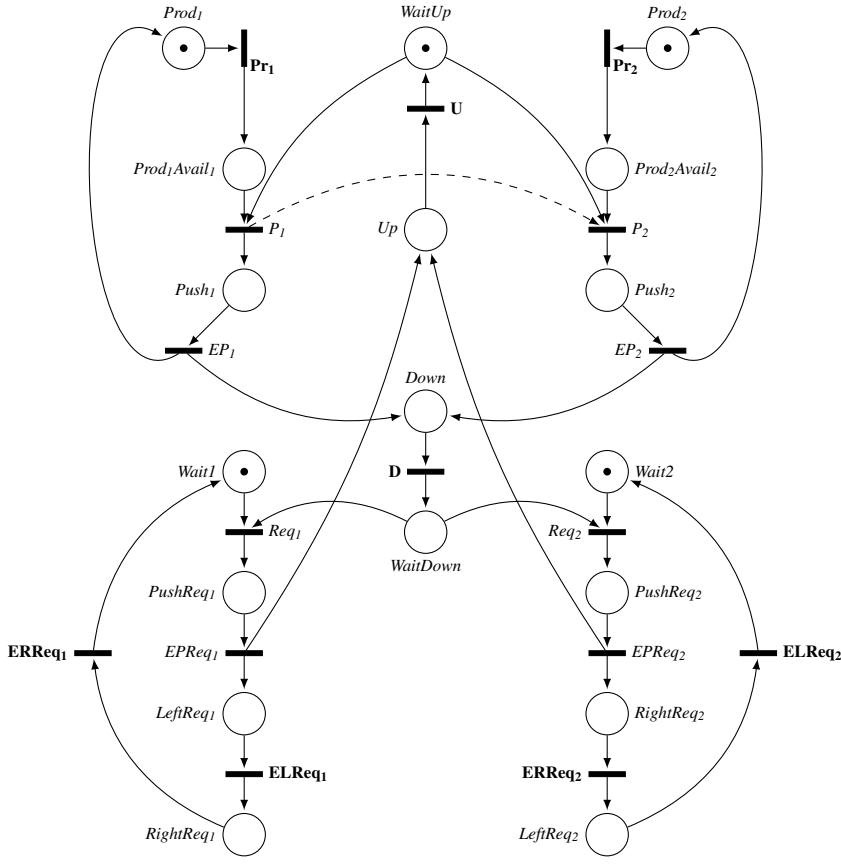 Prod₁
WaitUp
Prod₂
Pr₁
Pr₂
U
Prod₁Avail₁
Prod₂Avail₂
P₁
Up
P₂
Push₁
Push₂
EP₁
EP₂
Down
Wait1
D
Wait2
Req₁
Req₂
WaitDown
PushReq₁
PushReq₂
ERReq₁
EPReq₁
EPReq₂
ELReq₂
LeftReq₁
RightReq₂
ELReq₁
ERReq₂
RightReq₁
LeftReq₂